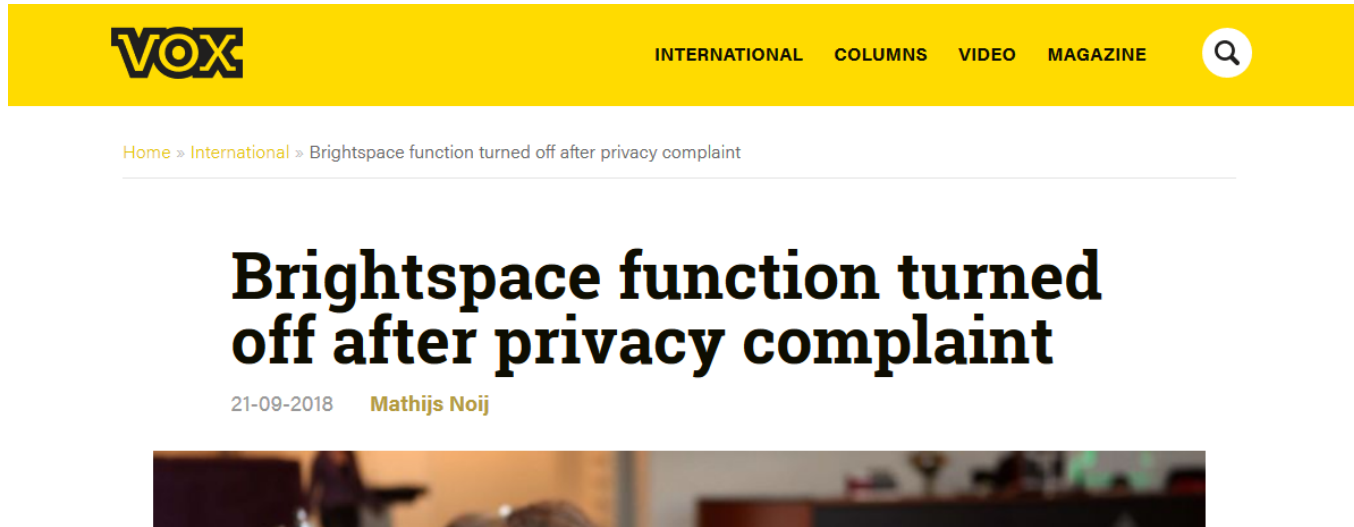 VOX
INTERNATIONAL COLUMNS VIDEO MAGAZINE
Home » International » Brightspace function turned off after privacy complaint
Brightspace function turned
off after privacy complaint
21-09-2018 Mathijs Noij